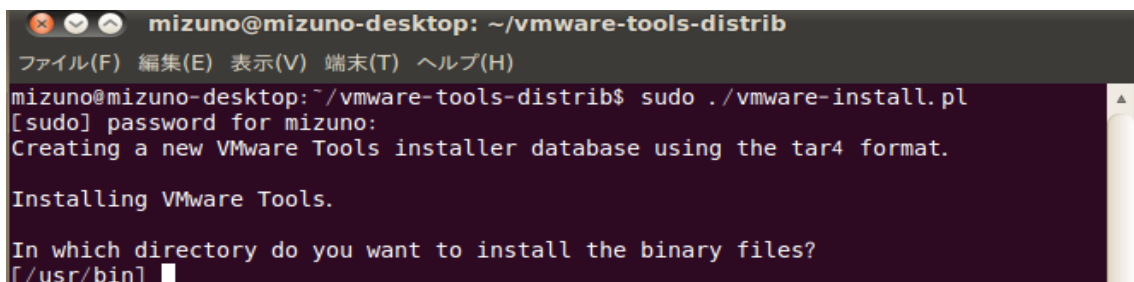 mizuno@mizuno-desktop: ~/vmware-tools-distrib
ファイル(F) 編集(E) 表示(V) 端末(T) ヘルプ(H)
mizuno@mizuno-desktop:~/vmware-tools-distrib$ sudo ./vmware-install.pl
[sudo] password for mizuno:
Creating a new VMware Tools installer database using the tar4 format.
Installing VMware Tools.
In which directory do you want to install the binary files?
[/usr/bin]